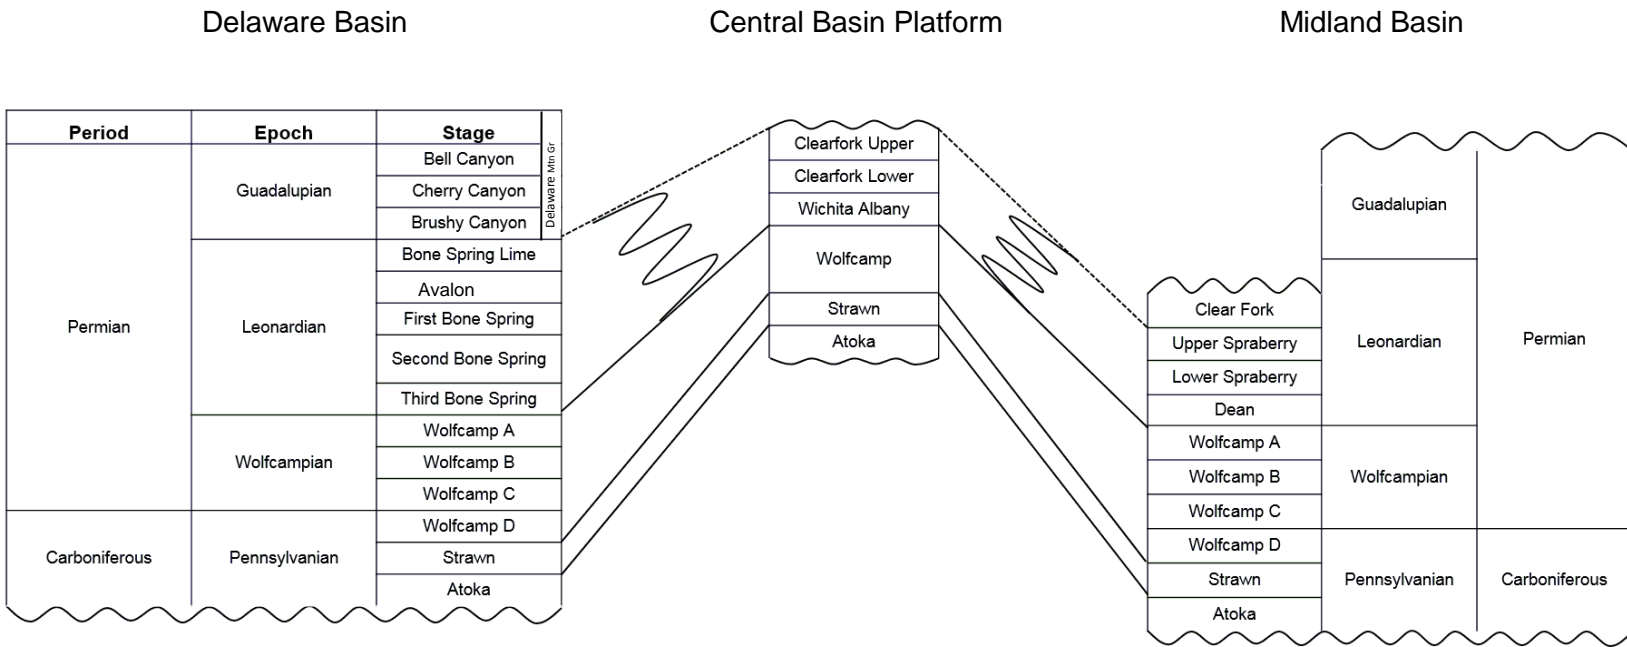 Delaware Basin
Central Basin Platform
Midland Basin
Period
Epoch
Stage
Permian
Carboniferous
Guadalupian
Leonardian
Wolfcampian
Pennsylvanian
Bell Canyon
Cherry Canyon
Brushy Canyon
Delaware Mtn Gr
Bone Spring Lime
Avalon
First Bone Spring
Second Bone Spring
Third Bone Spring
Wolfcamp A
Wolfcamp B
Wolfcamp C
Wolfcamp D
Strawn
Atoka
Clearfork Upper
Clearfork Lower
Wichita Albany
Wolfcamp
Strawn
Atoka
Clear Fork
Upper Spraberry
Lower Spraberry
Dean
Wolfcamp A
Wolfcamp B
Wolfcamp C
Wolfcamp D
Strawn
Atoka
Guadalupian
Leonardian
Wolfcampian
Pennsylvanian
Permian
Carboniferous